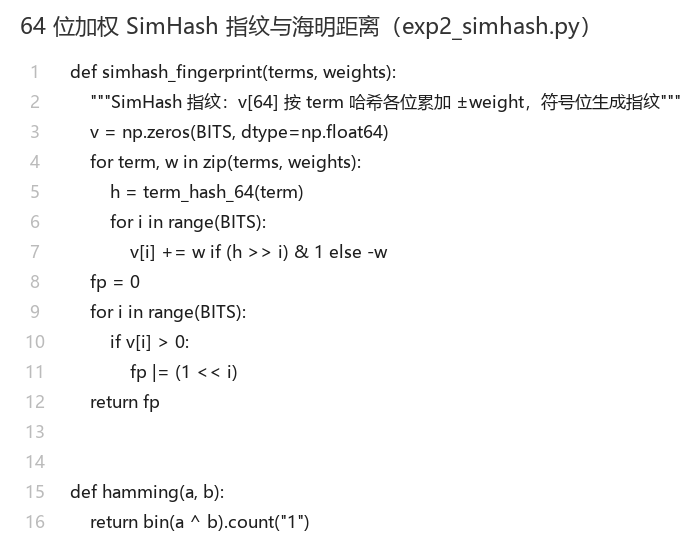 64 位加权 SimHash 指纹与海明距离（exp2_simhash.py）
1 def simhash_fingerprint(terms, weights):
2 """SimHash 指纹：v[64] 按 term 哈希各位累加 ±weight，符号位生成指纹"""
3 v = np.zeros(BITS, dtype=np.float64)
4 for term, w in zip(terms, weights):
5 h = term_hash_64(term)
6 for i in range(BITS):
7 v[i] += w if (h >> i) & 1 else -w
8 fp = 0
9 for i in range(BITS):
10 if v[i] > 0:
11 fp |= (1 << i)
12 return fp
13
14
15 def hamming(a, b):
16 return bin(a ^ b).count("1")